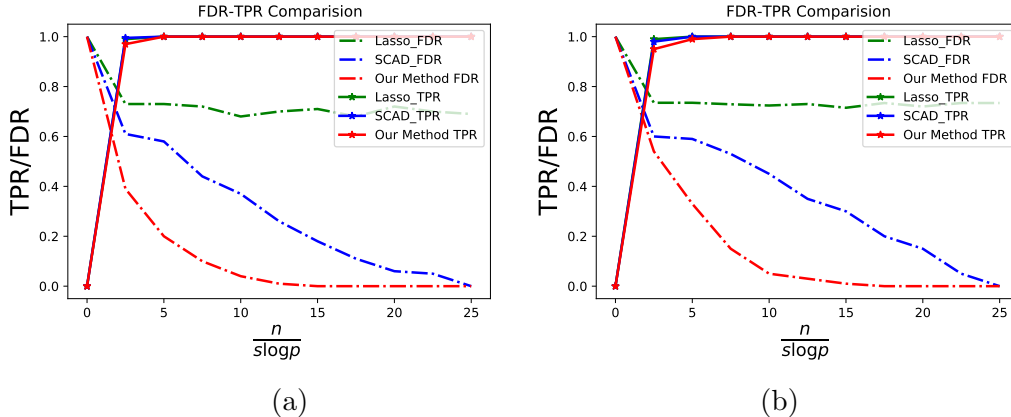 FDR-TPR Comparision
1.0
0.8
0.6
0.4
0.2
0.0
TPR/FDR
Lasso_FDR
SCAD_FDR
Our Method FDR
Lasso_TPR
SCAD_TPR
Our Method TPR
0 5 10 15 20 25
n
slogp
(a)
FDR-TPR Comparision
1.0
0.8
0.6
0.4
0.2
0.0
TPR/FDR
Lasso_FDR
SCAD_FDR
Our Method FDR
Lasso_TPR
SCAD_TPR
Our Method TPR
0 5 10 15 20 25
n
slogp
(b)